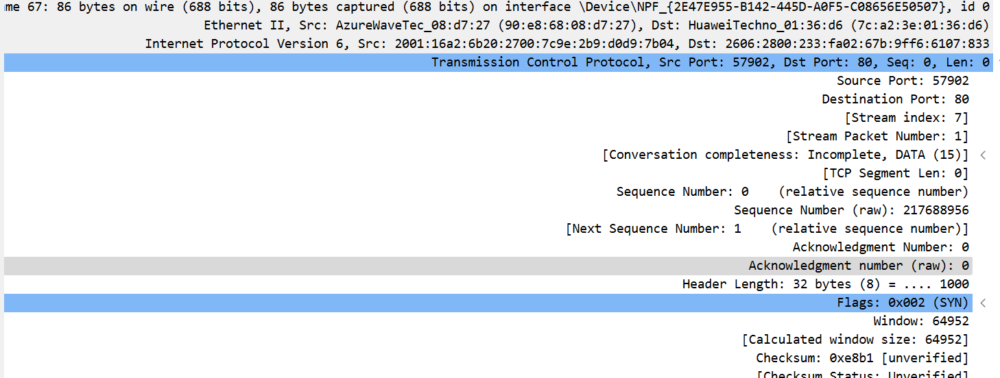 me 67: 86 bytes on wire (688 bits), 86 bytes captured (688 bits) on interface \Device\NPF_{2E47E955-B142-445D-A0F5-C08656E50507}, id 0
Ethernet II, Src: AzureWaveTec_08:d7:27 (90:e8:68:08:d7:27), Dst: HuaweiTechno_01:36:d6 (7c:a2:3e:01:36:d6)
Internet Protocol Version 6, Src: 2001:16a2:6b20:2700:7c9e:2b9:d0d9:7b04, Dst: 2606:2800:233:fa02:67b:9ff6:6107:833
Transmission Control Protocol, Src Port: 57902, Dst Port: 80, Seq: 0, Len: 0
Source Port: 57902
Destination Port: 80
[Stream index: 7]
[Stream Packet Number: 1]
[Conversation completeness: Incomplete, DATA (15)]
[TCP Segment Len: 0]
Sequence Number: 0    (relative sequence number)
Sequence Number (raw): 217688956
[Next Sequence Number: 1    (relative sequence number)]
Acknowledgment Number: 0
Acknowledgment number (raw): 0
Header Length: 32 bytes (8) = .... 1000
Flags: 0x002 (SYN)
Window: 64952
[Calculated window size: 64952]
Checksum: 0xe8b1 [unverified]
[Checksum Status: Unverified]